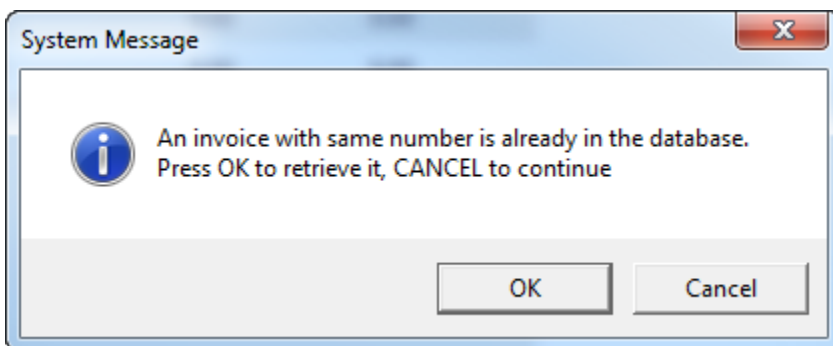 System Message
An invoice with same number is already in the database.
Press OK to retrieve it, CANCEL to continue
OK
Cancel